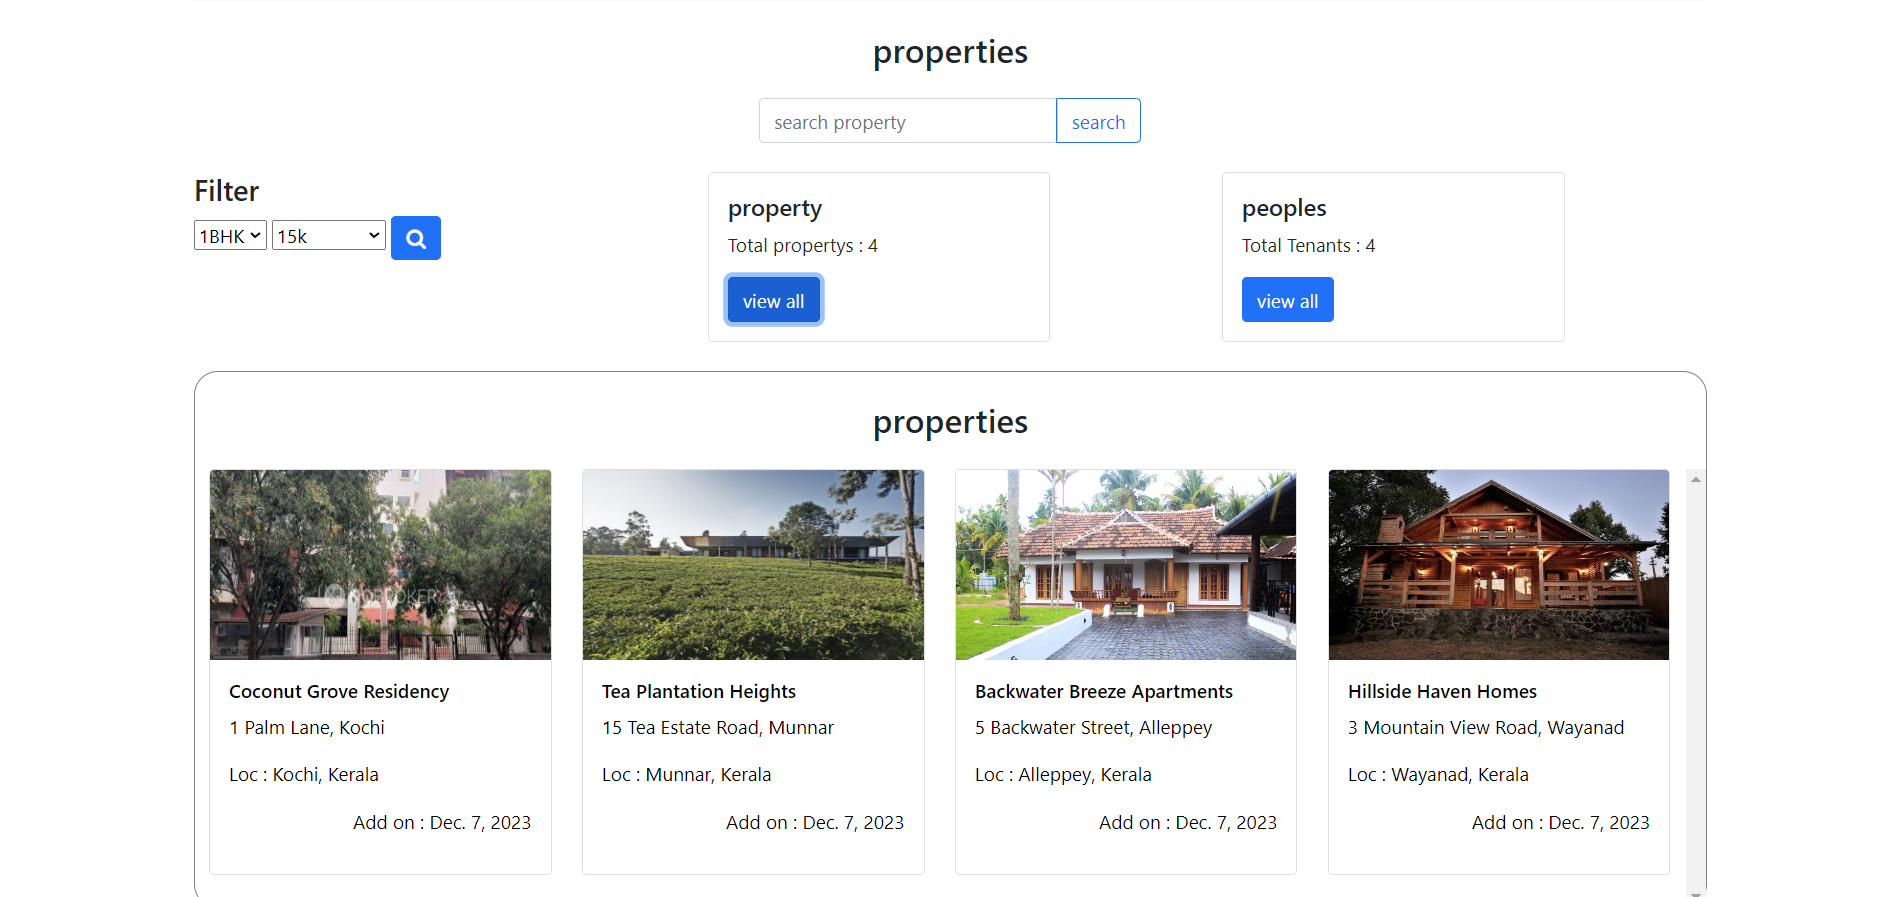 properties
search property search
Filter
1BHK 15k
property
Total propertys : 4
view all
peoples
Total Tenants : 4
view all
properties
Coconut Grove Residency
1 Palm Lane, Kochi
Loc : Kochi, Kerala
Add on : Dec. 7, 2023
Tea Plantation Heights
15 Tea Estate Road, Munnar
Loc : Munnar, Kerala
Add on : Dec. 7, 2023
Backwater Breeze Apartments
5 Backwater Street, Alleppey
Loc : Alleppey, Kerala
Add on : Dec. 7, 2023
Hillside Haven Homes
3 Mountain View Road, Wayanad
Loc : Wayanad, Kerala
Add on : Dec. 7, 2023